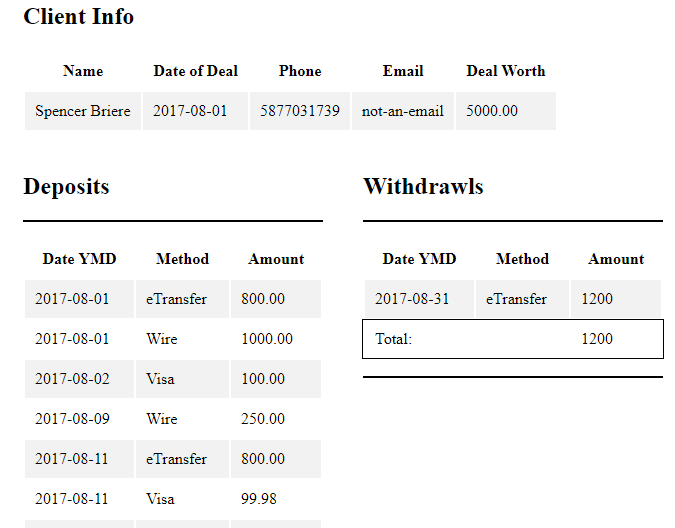 Client Info
Name Date of Deal Phone Email Deal Worth
Spencer Briere 2017-08-01 5877031739 not-an-email 5000.00
Deposits
Date YMD Method Amount
2017-08-01 eTransfer 800.00
2017-08-01 Wire 1000.00
2017-08-02 Visa 100.00
2017-08-09 Wire 250.00
2017-08-11 eTransfer 800.00
2017-08-11 Visa 99.98
Withdrawls
Date YMD Method Amount
2017-08-31 eTransfer 1200
Total: 1200